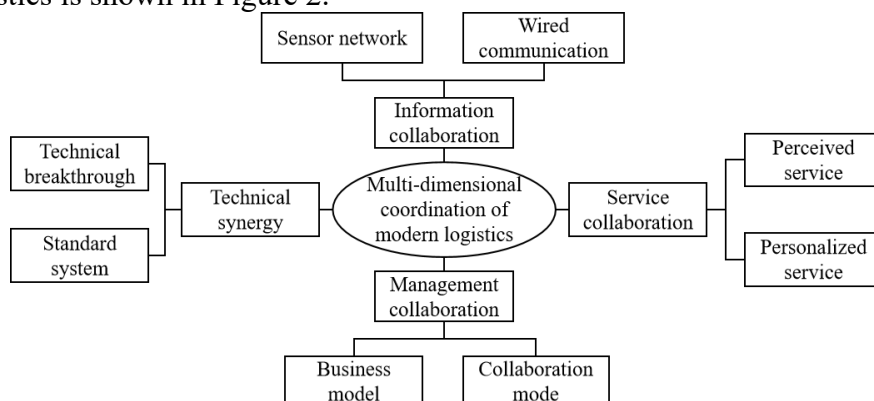 stics is shown in Figure 2.
Sensor network
Wired
communication
Information
collaboration
Technical
breakthrough
Standard
system
Technical
synergy
Multi-dimensional
coordination of
modern logistics
Service
collaboration
Perceived
service
Personalized
service
Management
collaboration
Business
model
Collaboration
mode